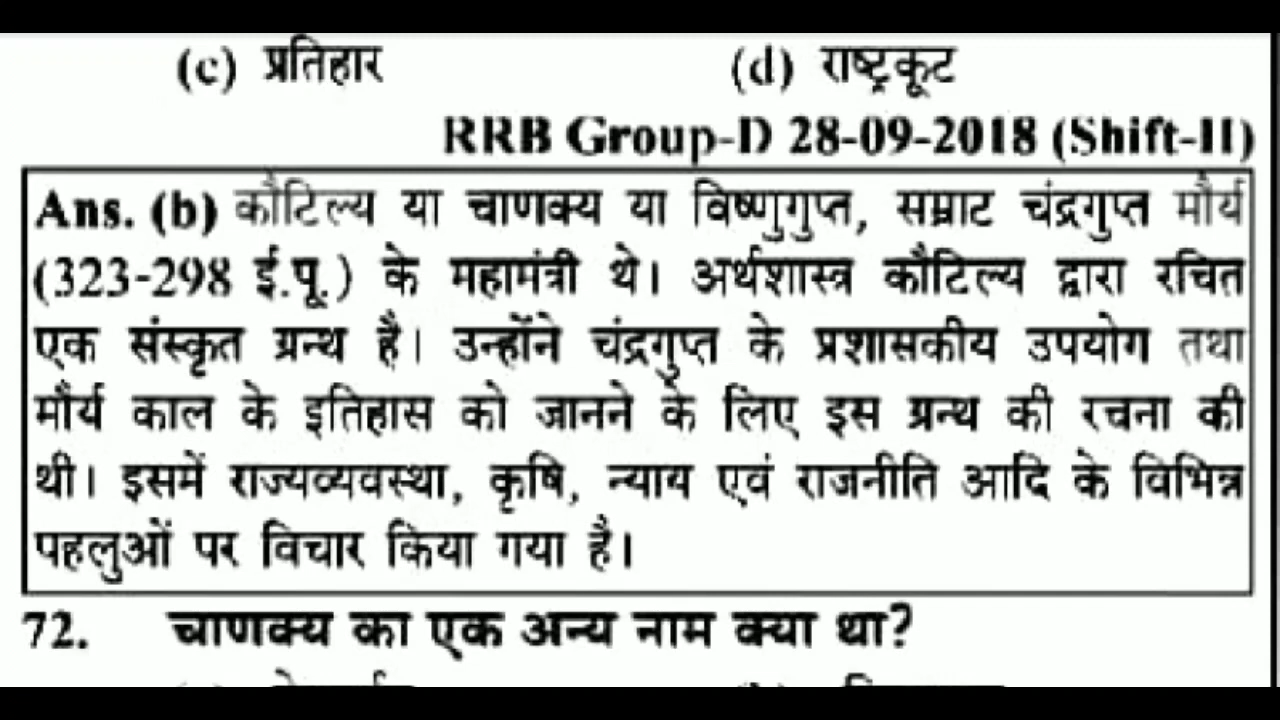 (c) प्रतिहार (d) राष्ट्रकूट
RRB Group-D 28-09-2018 (Shift-II)
Ans. (b) कौटिल्य या चाणक्य या विष्णुगुप्त, सम्राट चंद्रगुप्त मौर्य
(323-298 ई.पू.) के महामंत्री थे। अर्थशास्त्र कौटिल्य द्वारा रचित
एक संस्कृत ग्रन्थ है। उन्होंने चंद्रगुप्त के प्रशासकीय उपयोग तथा
मौर्य काल के इतिहास को जानने के लिए इस ग्रन्थ की रचना की
थी। इसमें राज्यव्यवस्था, कृषि, न्याय एवं राजनीति आदि के विभिन्न
पहलुओं पर विचार किया गया है।
72. चाणक्य का एक अन्य नाम क्या था?